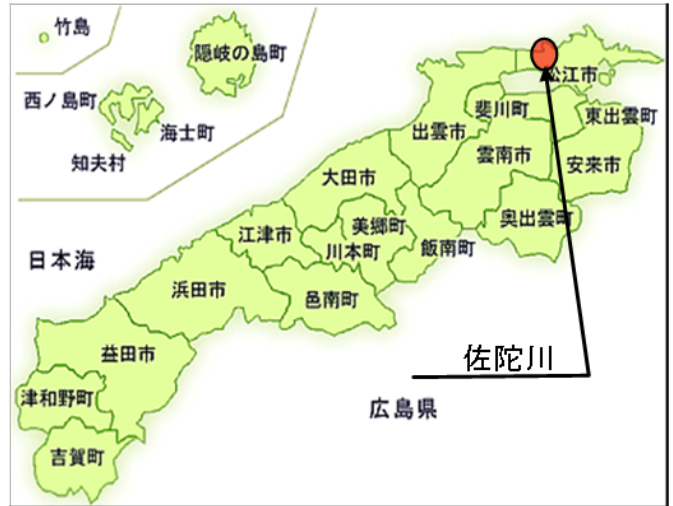 竹島
隠岐の島町
西ノ島町
海士町
知夫村
松江市
斐川町
東出雲町
出雲市
雲南市
安来市
大田市
奥出雲町
美郷町
江津市
川本町
飯南町
日本海
浜田市
邑南町
益田市
佐陀川
津和野町
広島県
吉賀町